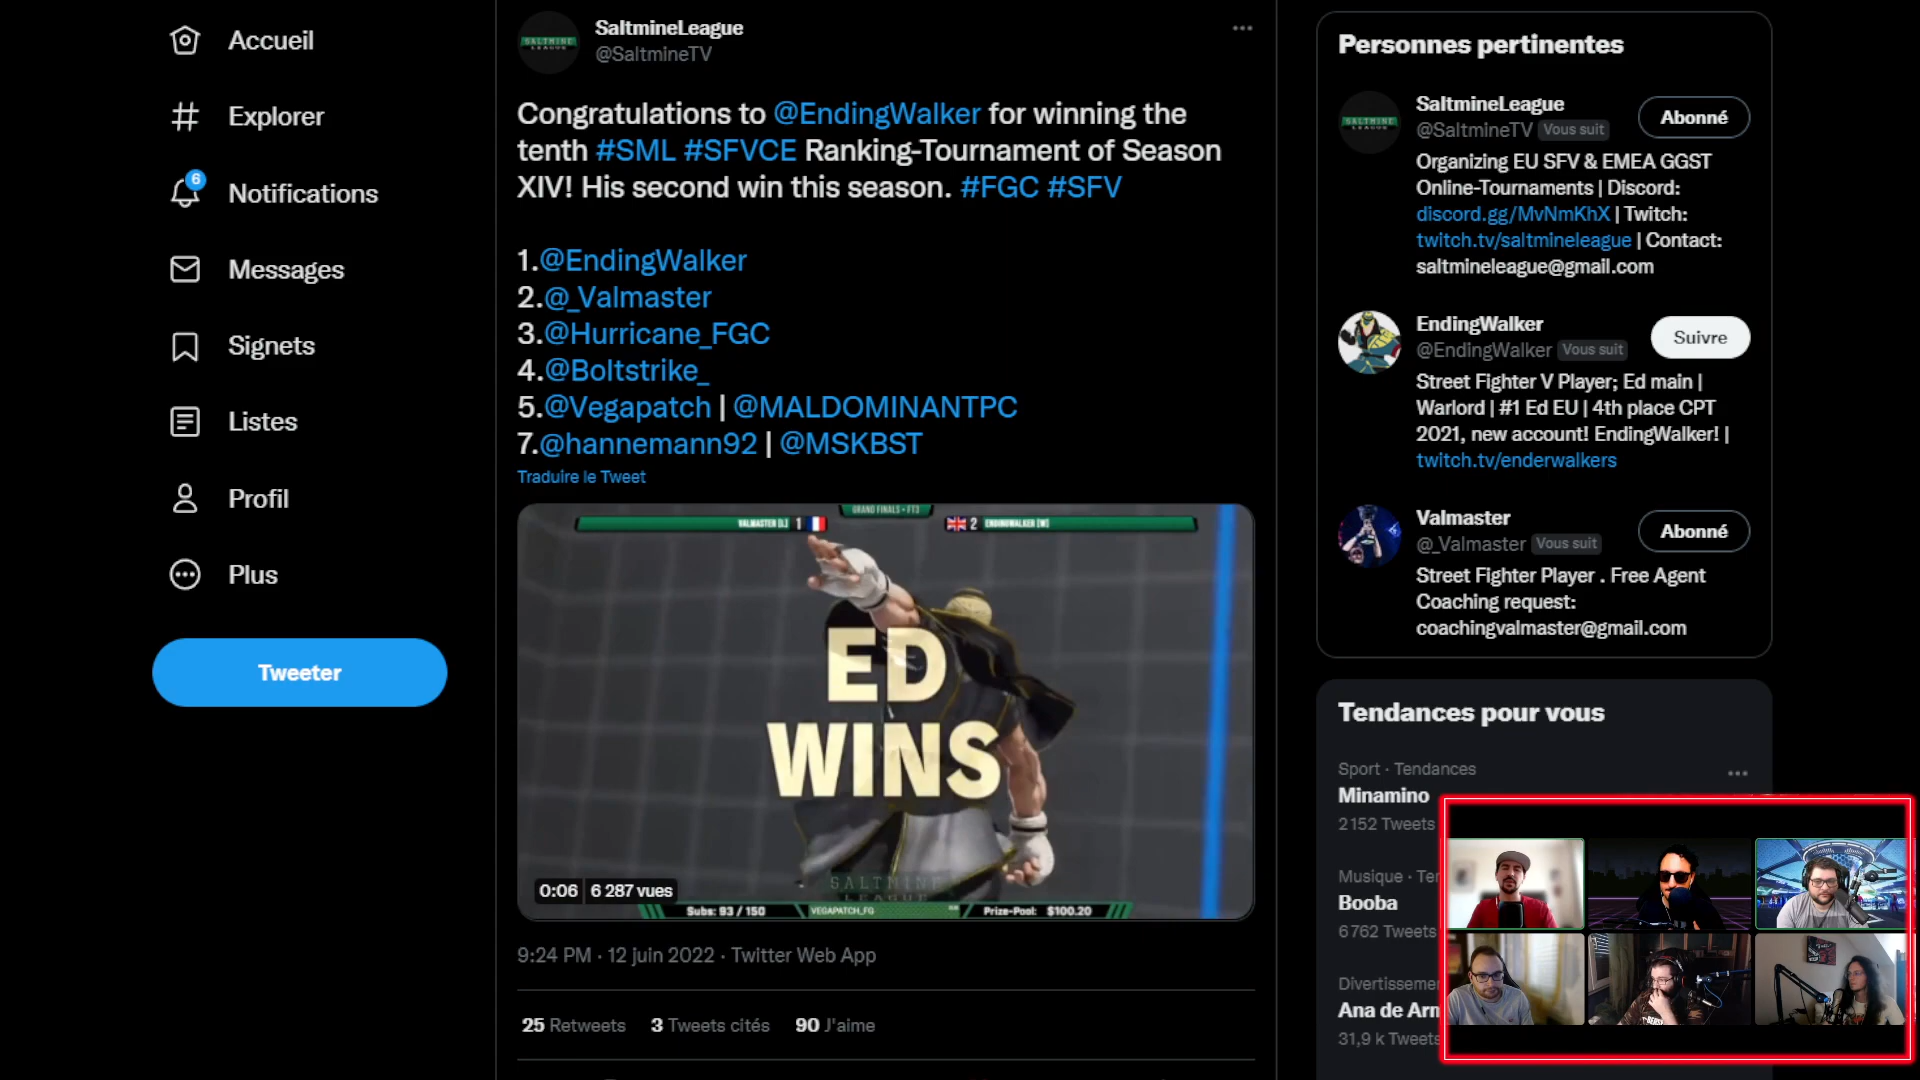 Accueil
Explorer
6
Notifications
Messages
Signets
Listes
Profil
Plus
Tweeter
SALTMINE
LEAGUE
SaltmineLeague
@SaltmineTV
Congratulations to @EndingWalker for winning the
tenth #SML #SFVCE Ranking-Tournament of Season
XIV! His second win this season. #FGC #SFV
1.@EndingWalker
2.@_Valmaster
3.@Hurricane_FGC
4.@Boltstrike_
5.@Vegapatch | @MALDOMINANTPC
7.@hannemann92 | @MSKBST
Traduire le Tweet
GRAND FINALS - FT3
VALMASTER [L] 1
2 ENDINGWALKER [W]
ED
WINS
SALTMINE
LEAGUE
0:06 6 287 vues
Subs: 93 / 150
VEGAPATCH_FG
Prize-Pool: $100.20
9:24 PM · 12 juin 2022 · Twitter Web App
25 Retweets 3 Tweets cités 90 J'aime
Personnes pertinentes
SALTMINE
LEAGUE
SaltmineLeague
@SaltmineTV Vous suit
Abonné
Organizing EU SFV & EMEA GGST
Online-Tournaments | Discord:
discord.gg/MvNmKhX | Twitch:
twitch.tv/saltmineleague | Contact:
saltmineleague@gmail.com
EndingWalker
@EndingWalker Vous suit
Suivre
Street Fighter V Player; Ed main |
Warlord | #1 Ed EU | 4th place CPT
2021, new account! EndingWalker! |
twitch.tv/enderwalkers
Valmaster
@_Valmaster Vous suit
Abonné
Street Fighter Player . Free Agent
Coaching request:
coachingvalmaster@gmail.com
Tendances pour vous
Sport · Tendances
Minamino
2 152 Tweets
Musique · Ten
Booba
6 762 Tweets
Divertissemen
Ana de Arm
31,9 k Tweets